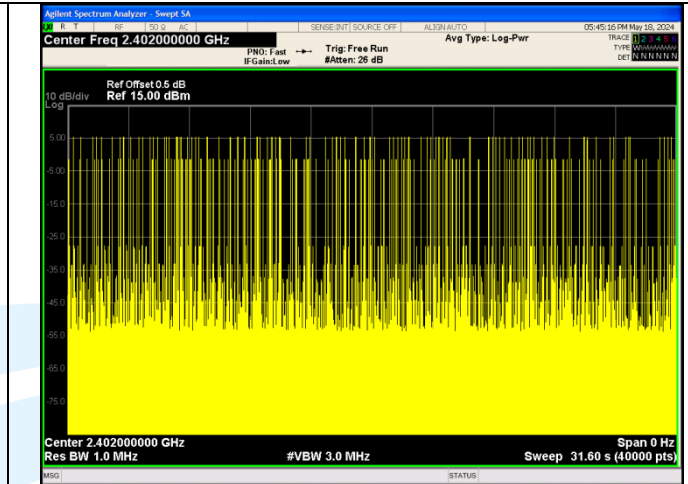 Agilent Spectrum Analyzer - Swept SA
R T RF 50 Ω AC SENSE:INT SOURCE OFF ALIGN AUTO 05:45:16 PM May 18, 2024
Center Freq 2.402000000 GHz Avg Type: Log-Pwr TRACE 1 2 3 4 5 6
PNO: Fast Trig: Free Run TYPE WWWWWW
IFGain:Low #Atten: 26 dB DET N N N N N N
Ref Offset 0.5 dB
10 dB/div Ref 15.00 dBm
Log
5.00
-5.00
-15.0
-25.0
-35.0
-45.0
-55.0
-65.0
-75.0
Center 2.402000000 GHz Span 0 Hz
Res BW 1.0 MHz #VBW 3.0 MHz Sweep 31.60 s (40000 pts)
MSG STATUS